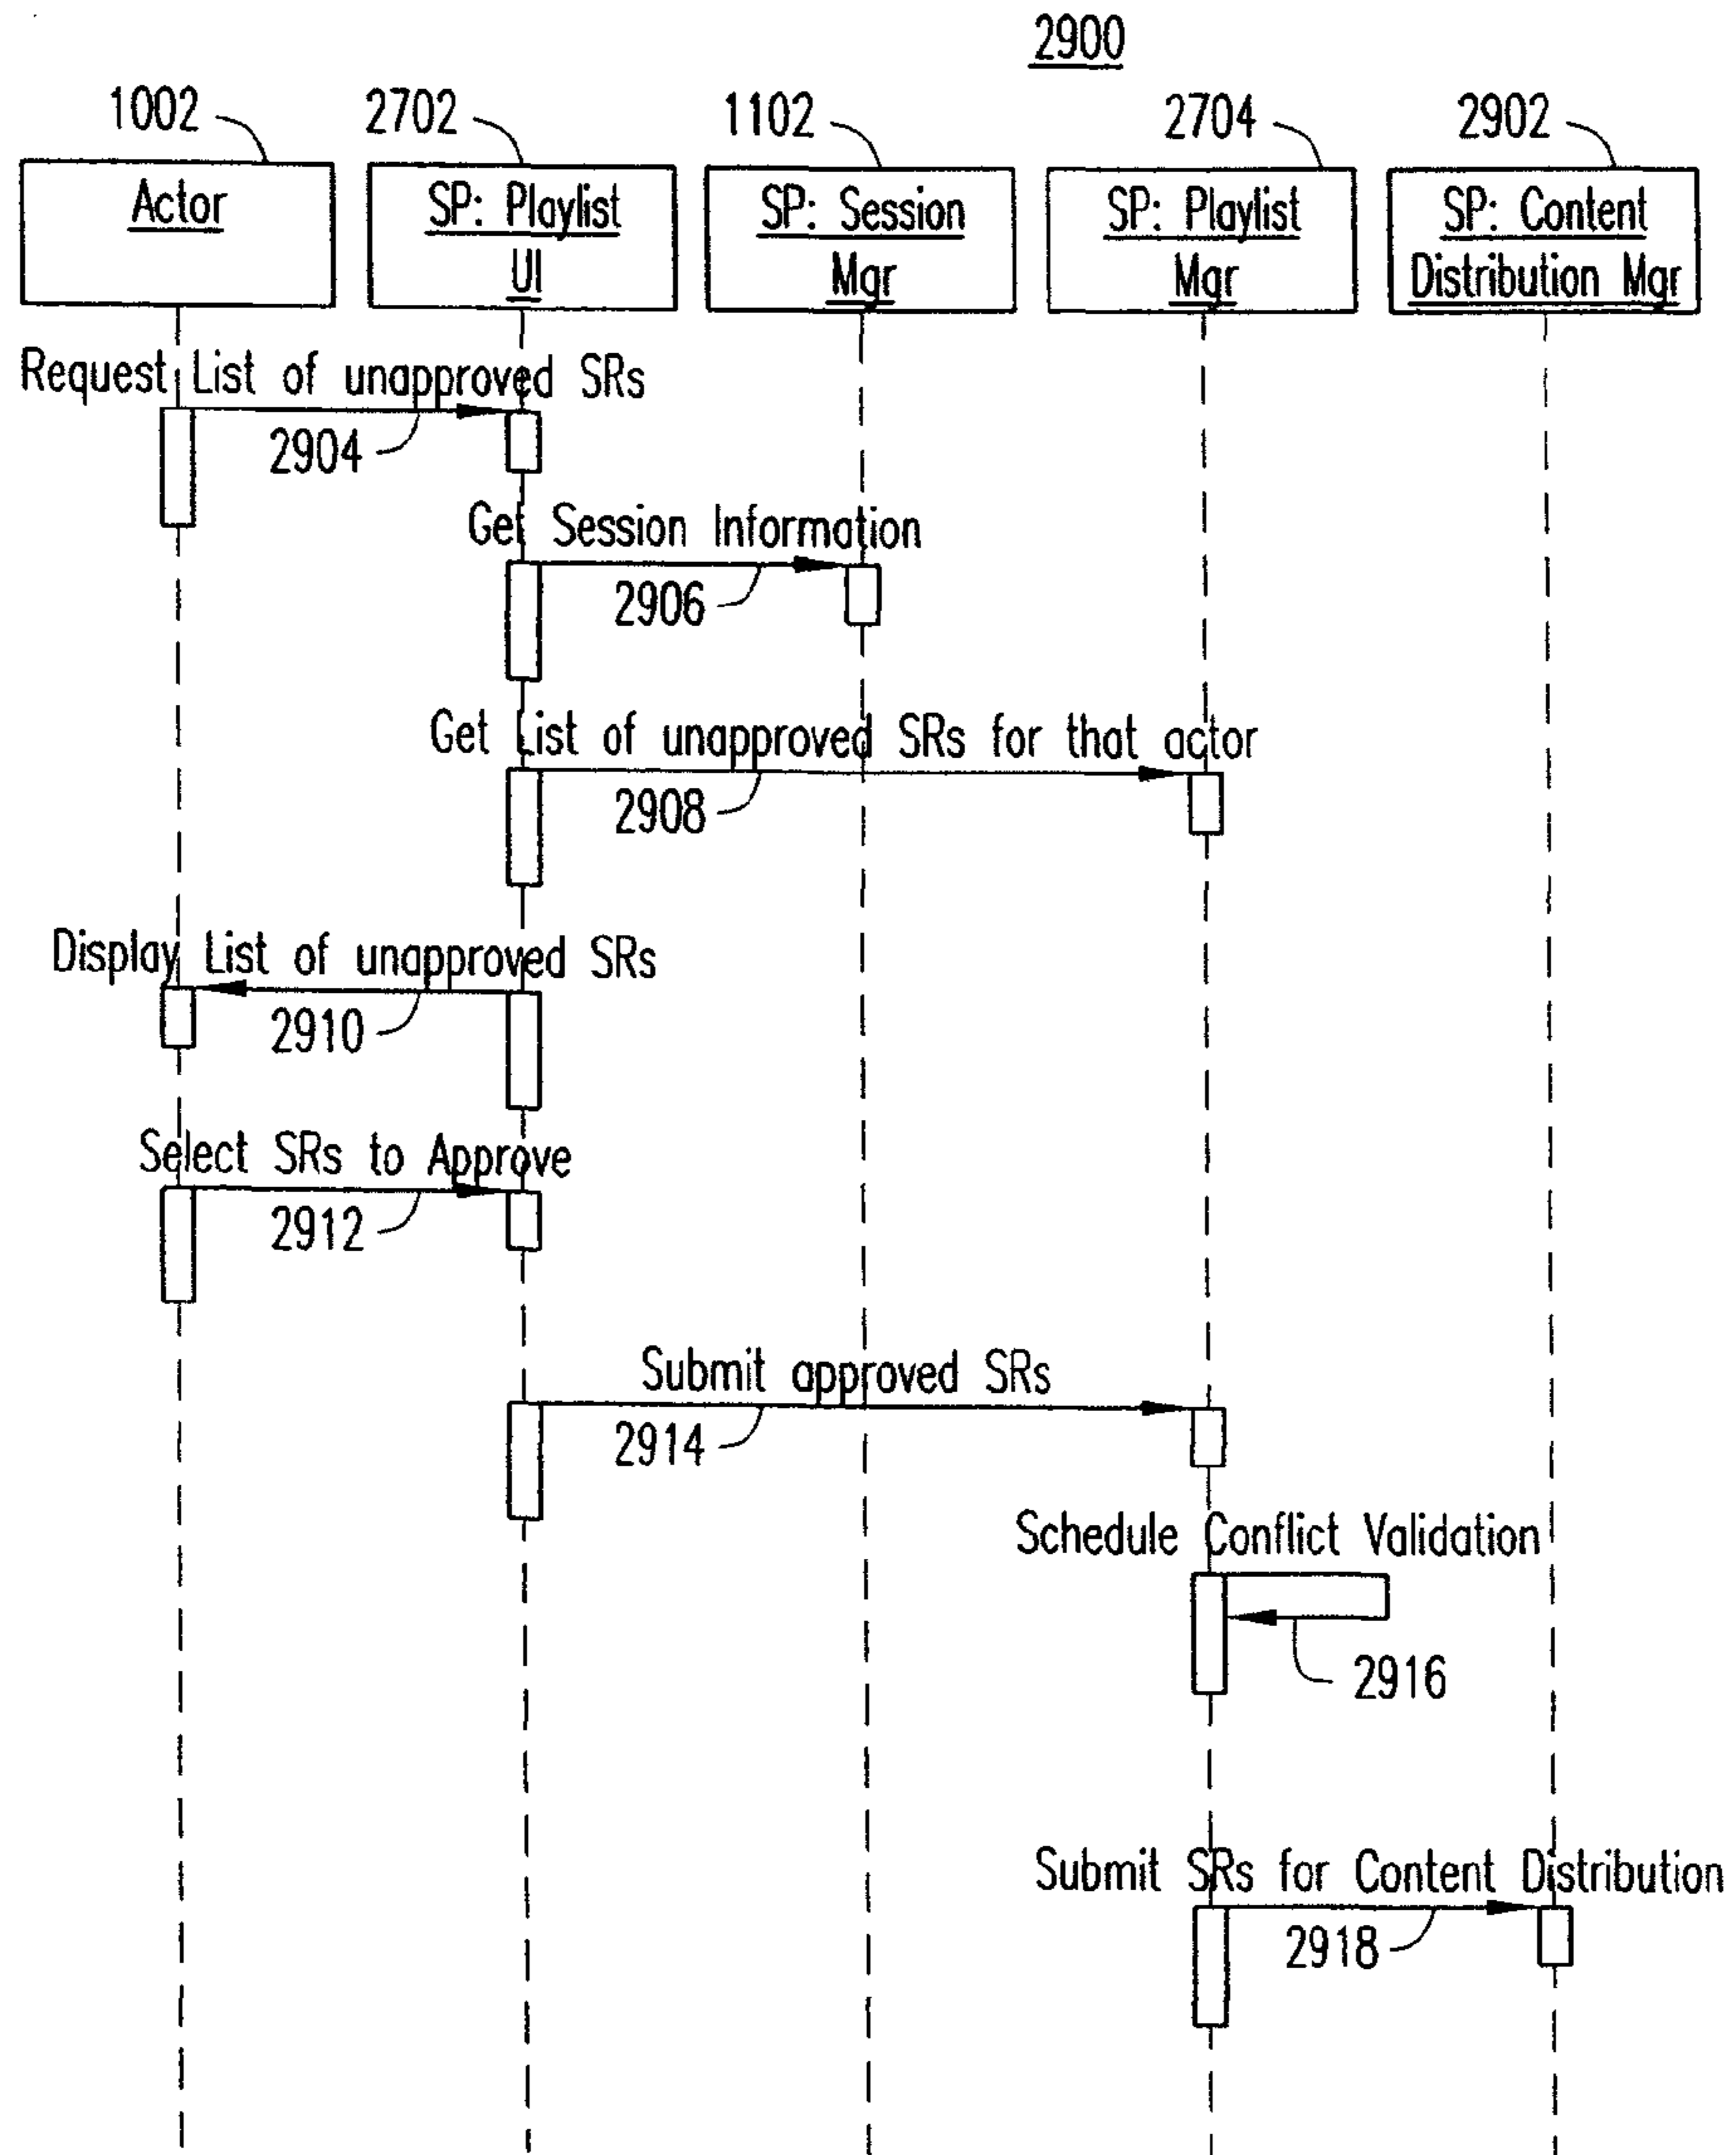 2900
1002
2702
1102
2704
2902
Actor
SP: Playlist
UI
SP: Session
Mgr
SP: Playlist
Mgr
SP: Content
Distribution Mgr
Request List of unapproved SRs
2904
Get Session Information
2906
Get List of unapproved SRs for that actor
2908
Display List of unapproved SRs
2910
Select SRs to Approve
2912
Submit approved SRs
2914
Schedule Conflict Validation
2916
Submit SRs for Content Distribution
2918